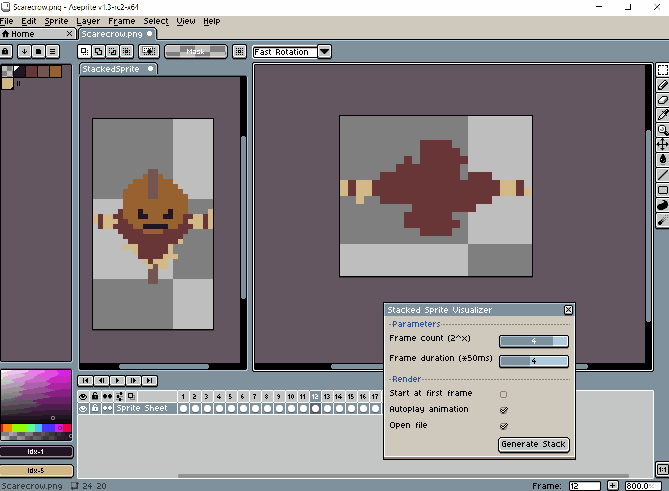 Scarecrow.png - Aseprite v1.3-rc2-x64
File Edit Sprite Layer Frame Select View Help
Home
Scarecrow.png
Mask
Fast Rotation
StackedSprite
Stacked Sprite Visualizer
Parameters
Frame count (2^x)
4
Frame duration (*50ms)
4
Render
Start at first frame
Autoplay animation
Open file
Generate Stack
1 2 3 4 5 6 7 8 9 10 11 12 13 14 15 16 17
Sprite Sheet
Idx-1
Idx-5
Scarecrow.png
24 20
Frame:
12
800.0
1:1